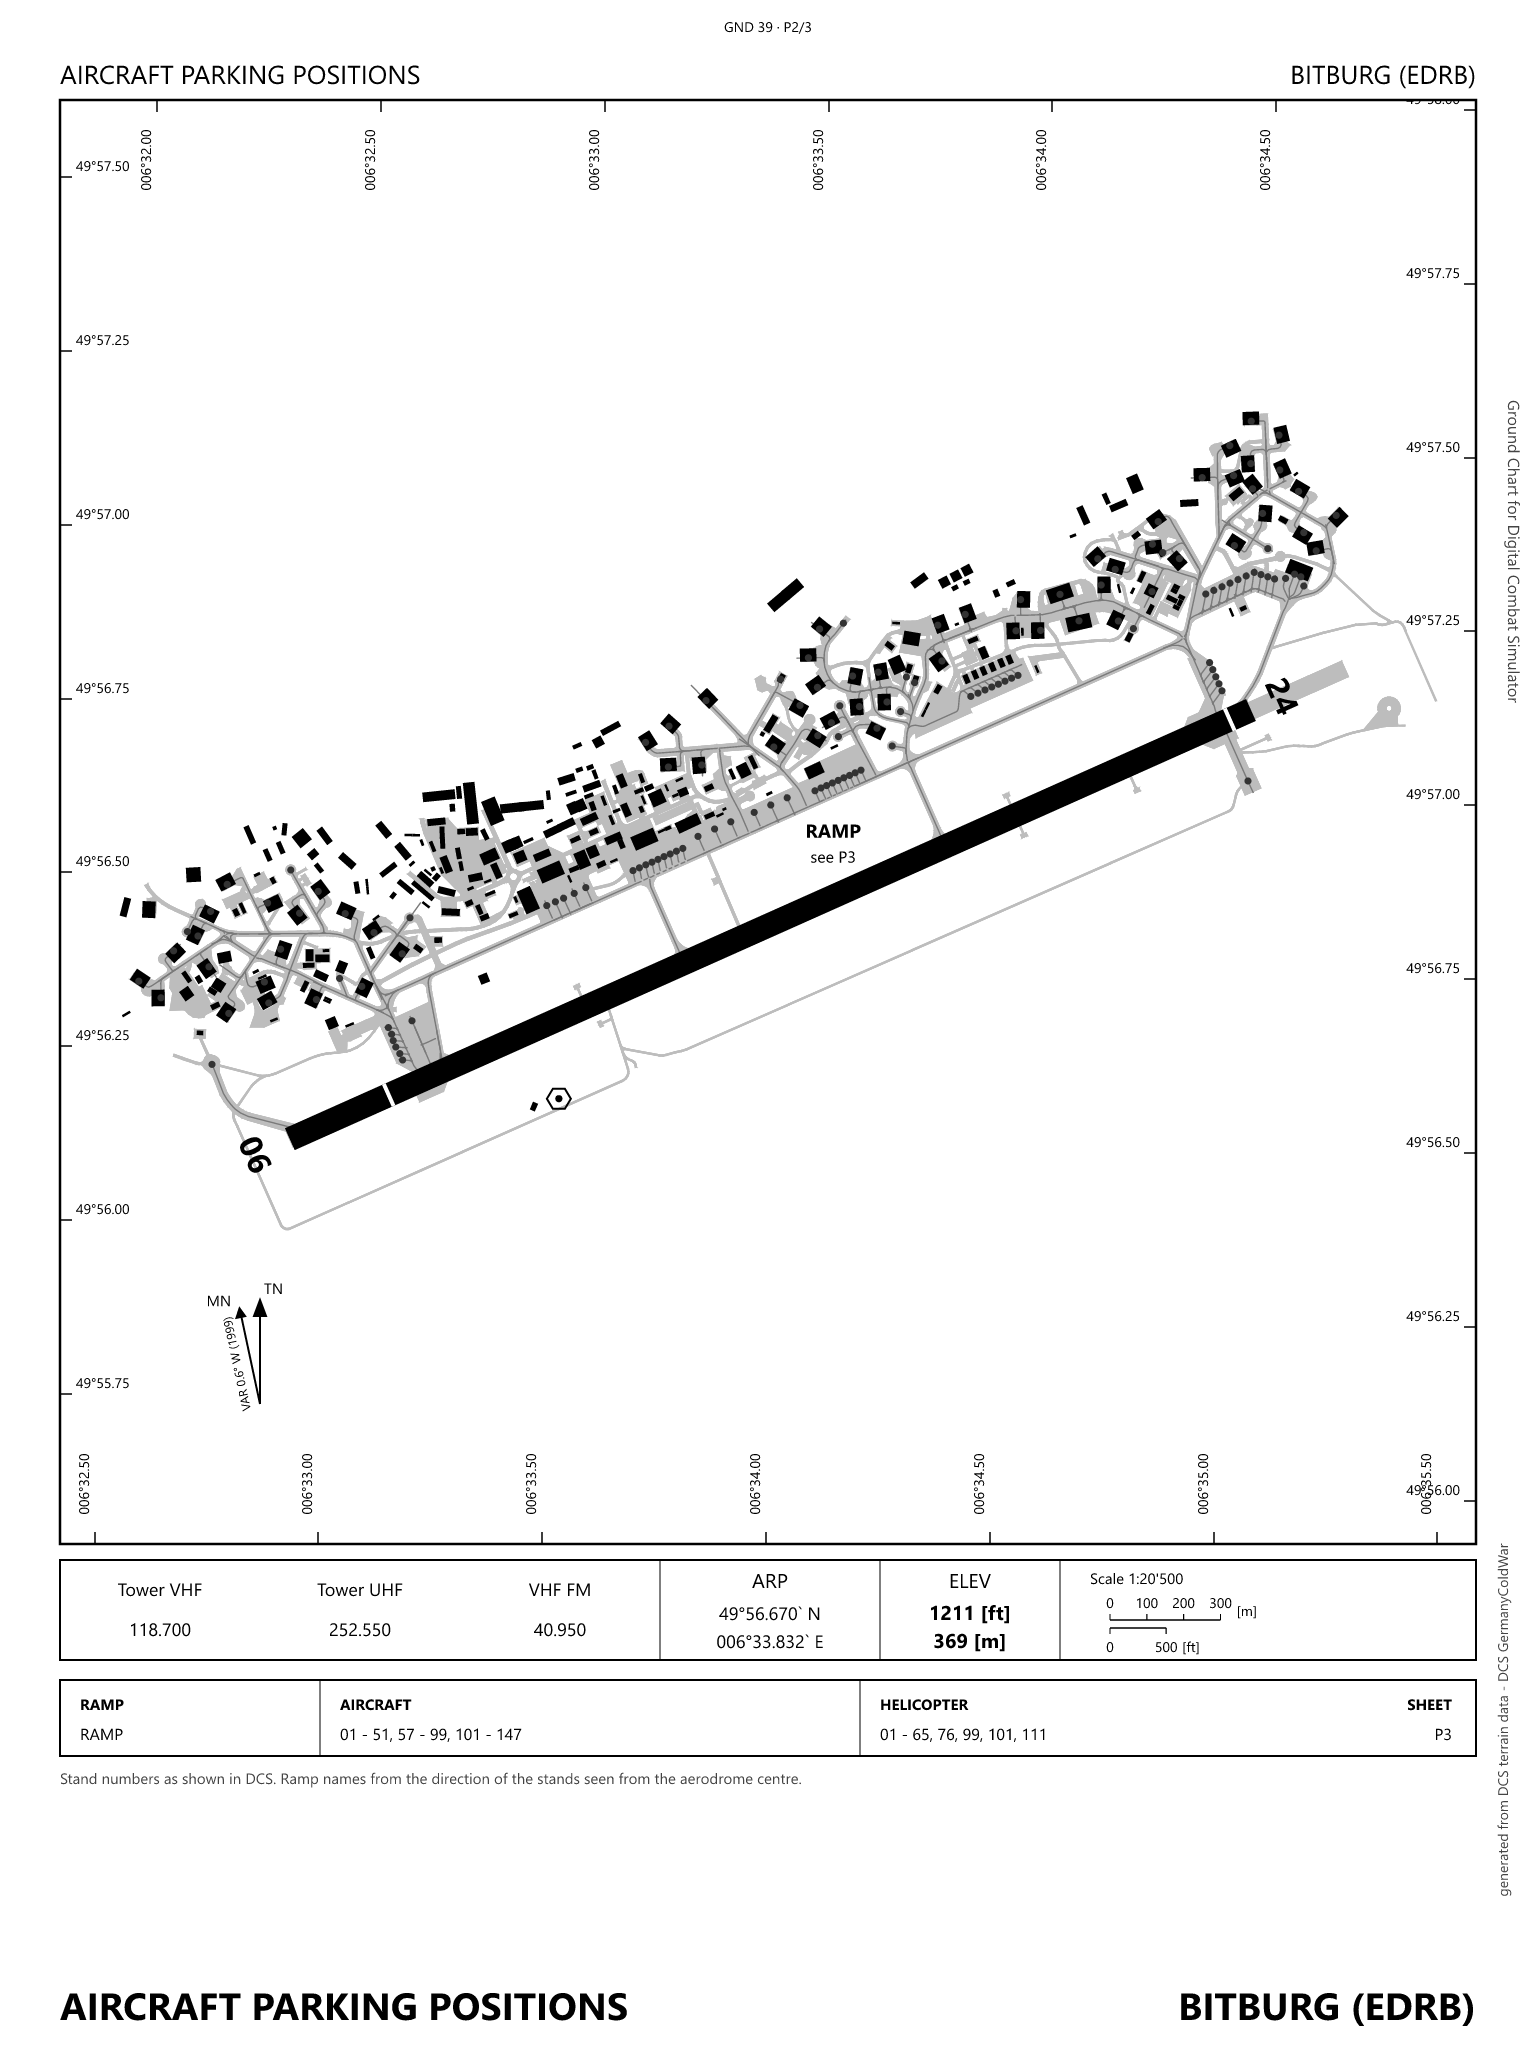 GND 39 · P2/3
AIRCRAFT PARKING POSITIONS
BITBURG (EDRB)
006°32.00
006°32.50
006°33.00
006°33.50
006°34.00
006°34.50
49°58.00
49°57.50
49°57.75
49°57.25
49°57.50
49°57.00
49°57.25
49°56.75
49°57.00
49°56.50
49°56.75
49°56.25
49°56.50
49°56.00
49°56.25
49°55.75
49°56.00
24
RAMP
see P3
06
TN
MN
VAR 0.6° W (1999)
006°32.50
006°33.00
006°33.50
006°34.00
006°34.50
006°35.00
006°35.50
Ground Chart for Digital Combat Simulator
generated from DCS terrain data - DCS GermanyColdWar
Tower VHF
118.700
Tower UHF
252.550
VHF FM
40.950
ARP
49°56.670` N
006°33.832` E
ELEV
1211 [ft]
369 [m]
Scale 1:20'500
0 100 200 300 [m]
0 500 [ft]
RAMP AIRCRAFT HELICOPTER SHEET
RAMP 01 - 51, 57 - 99, 101 - 147 01 - 65, 76, 99, 101, 111 P3
Stand numbers as shown in DCS. Ramp names from the direction of the stands seen from the aerodrome centre.
AIRCRAFT PARKING POSITIONS
BITBURG (EDRB)